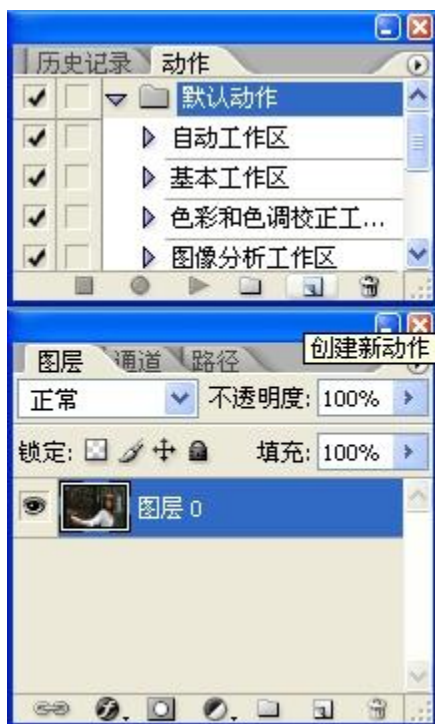 历史记录 动作
默认动作
自动工作区
基本工作区
色彩和色调校正工...
图像分析工作区
创建新动作
图层 通道 路径
正常 不透明度: 100%
锁定: 填充: 100%
图层 0